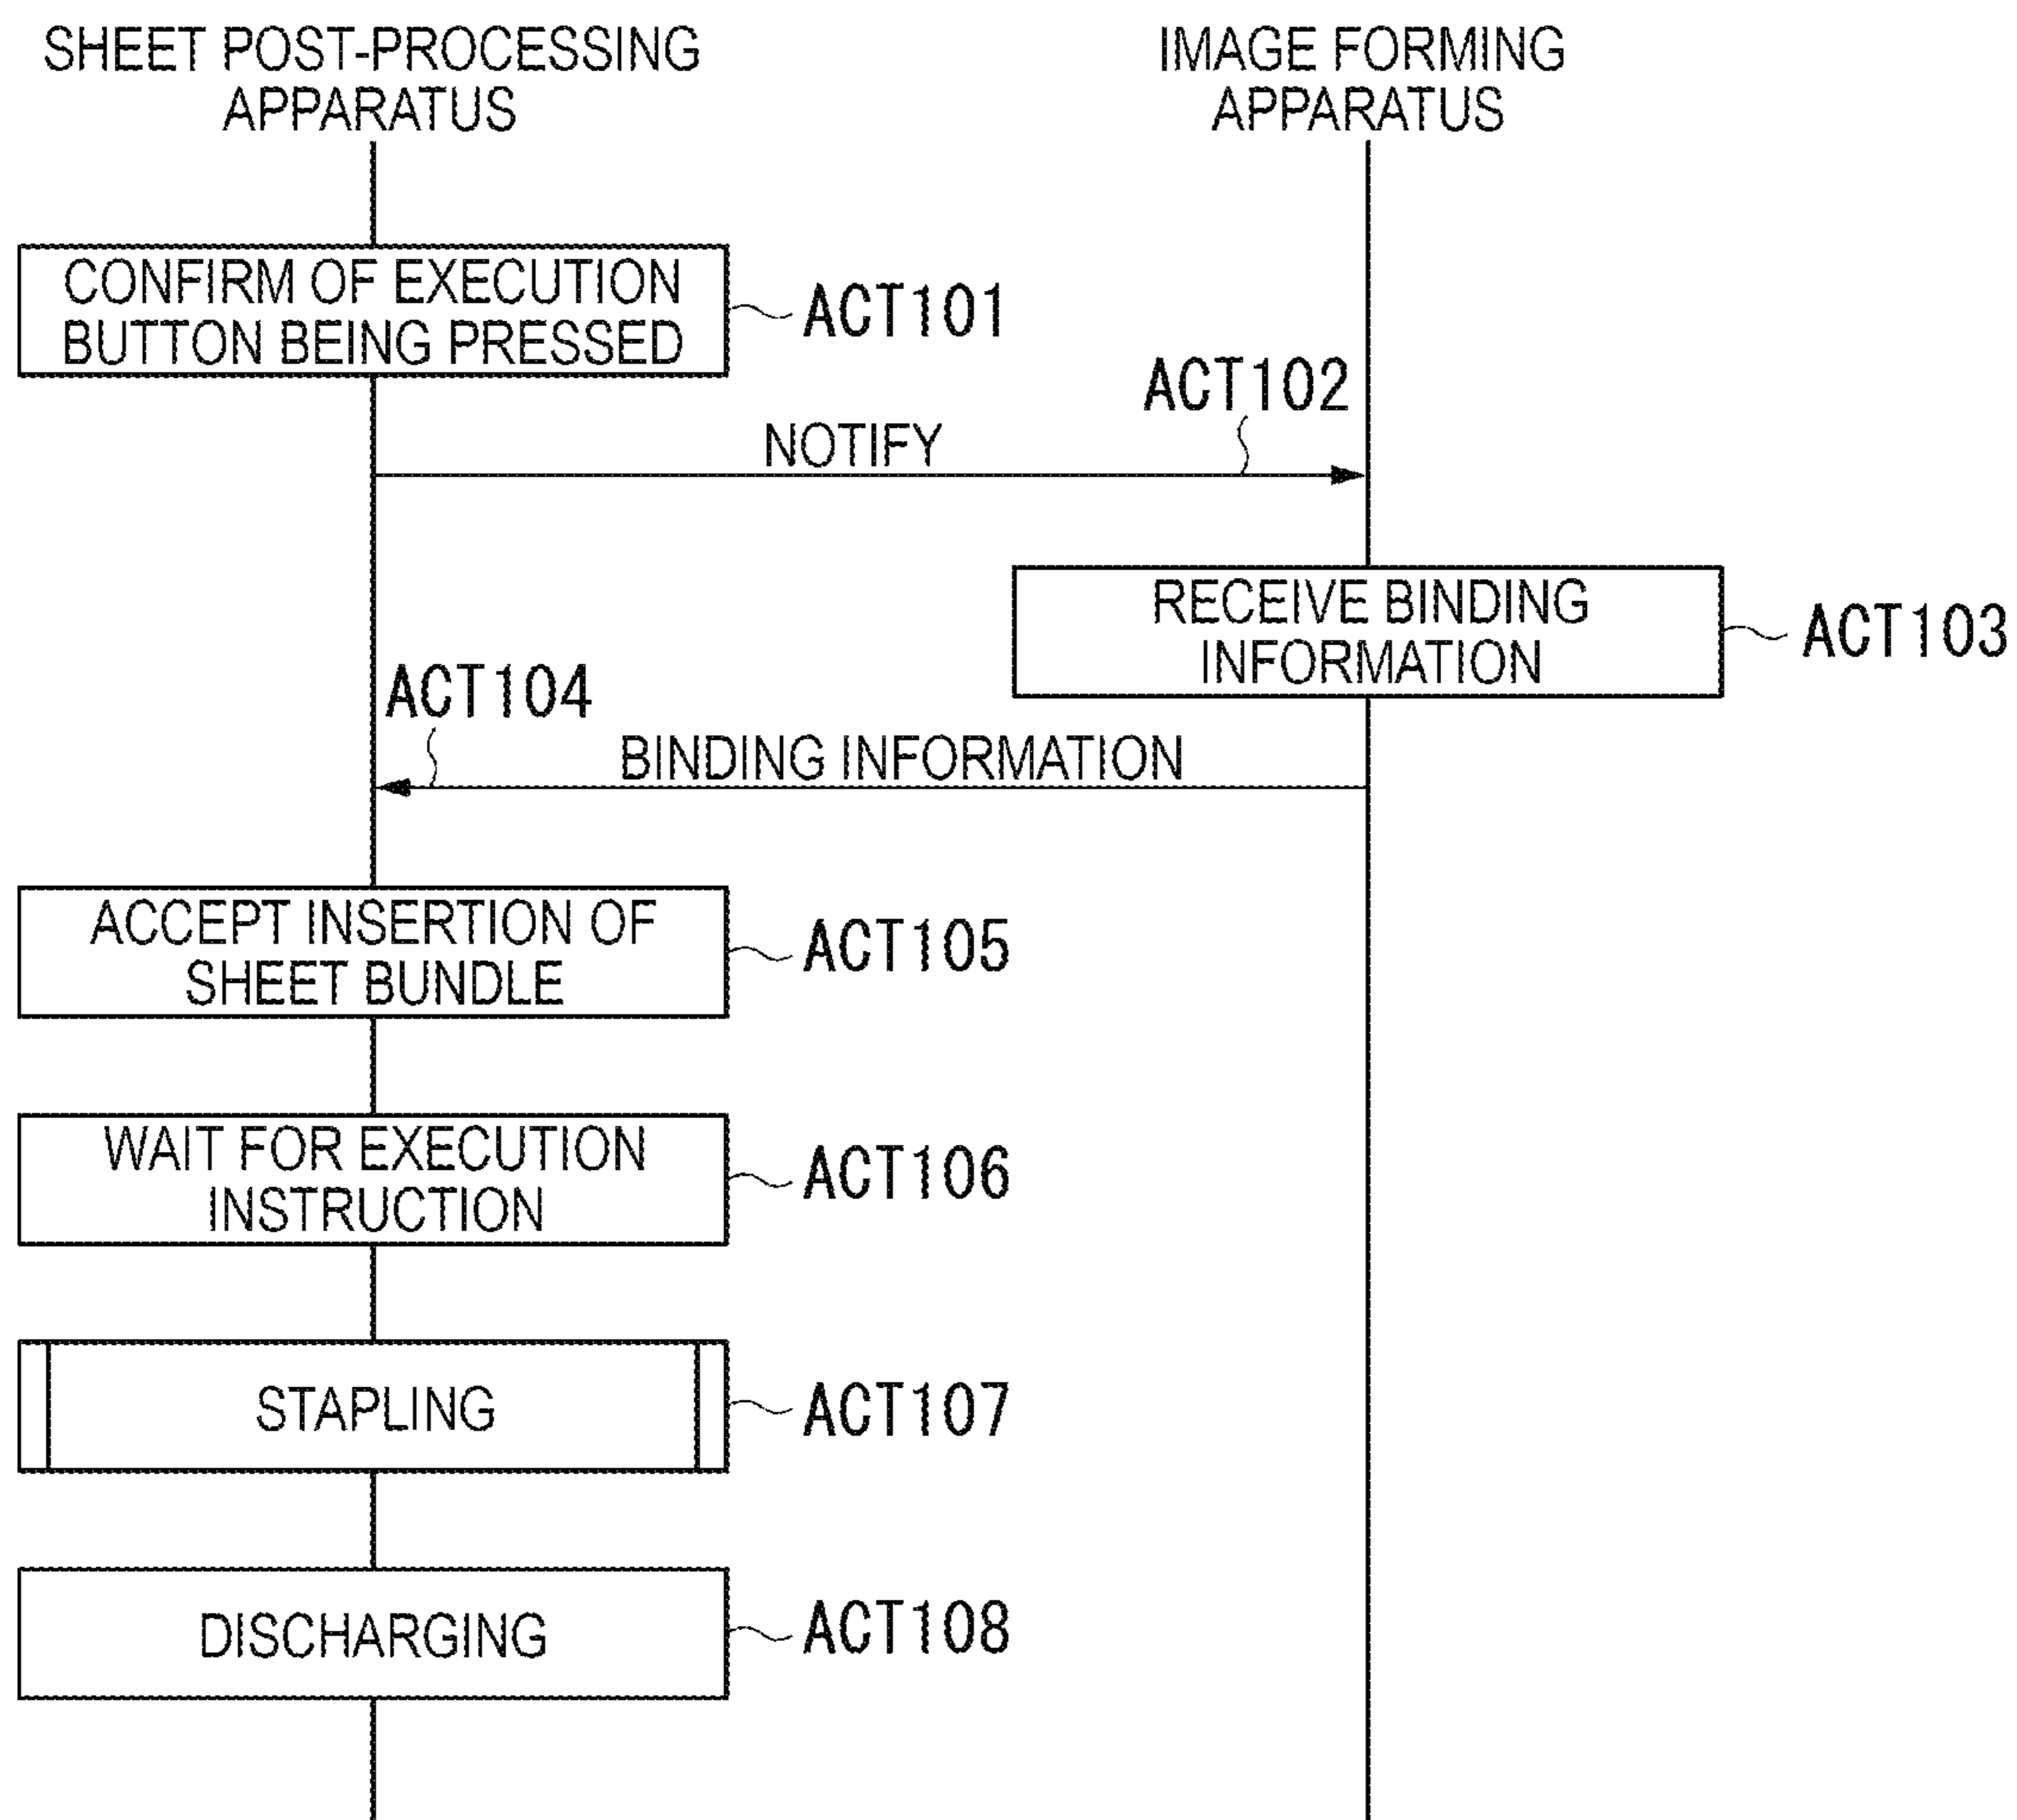 SHEET POST-PROCESSING
APPARATUS
IMAGE FORMING
APPARATUS
CONFIRM OF EXECUTION
BUTTON BEING PRESSED
ACT101
ACT102
NOTIFY
RECEIVE BINDING
INFORMATION
ACT103
ACT104
BINDING INFORMATION
ACCEPT INSERTION OF
SHEET BUNDLE
ACT105
WAIT FOR EXECUTION
INSTRUCTION
ACT106
STAPLING
ACT107
DISCHARGING
ACT108